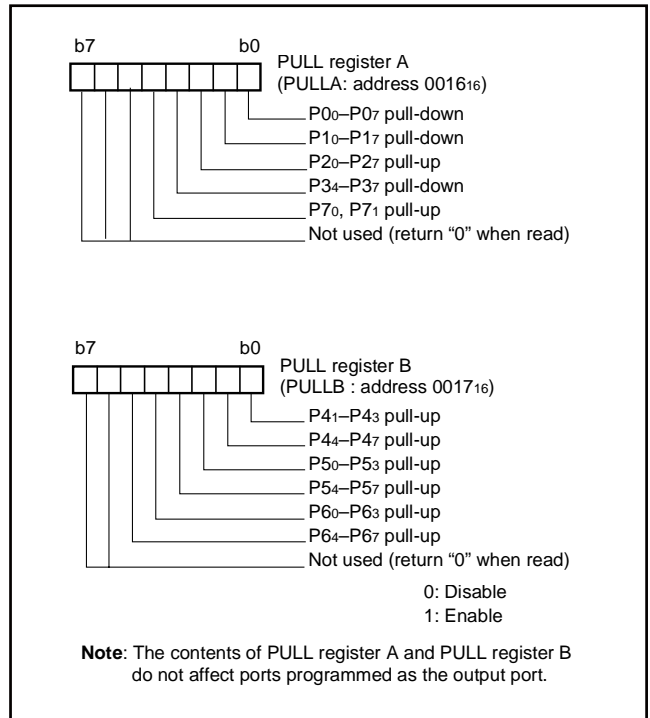 b7 b0
PULL register A
(PULLA: address 0016₁₆)
P0₀–P0₇ pull-down
P1₀–P1₇ pull-down
P2₀–P2₇ pull-up
P3₄–P3₇ pull-down
P7₀, P7₁ pull-up
Not used (return “0” when read)
b7 b0
PULL register B
(PULLB : address 0017₁₆)
P4₁–P4₃ pull-up
P4₄–P4₇ pull-up
P5₀–P5₃ pull-up
P5₄–P5₇ pull-up
P6₀–P6₃ pull-up
P6₄–P6₇ pull-up
Not used (return “0” when read)
0: Disable
1: Enable
Note: The contents of PULL register A and PULL register B
do not affect ports programmed as the output port.